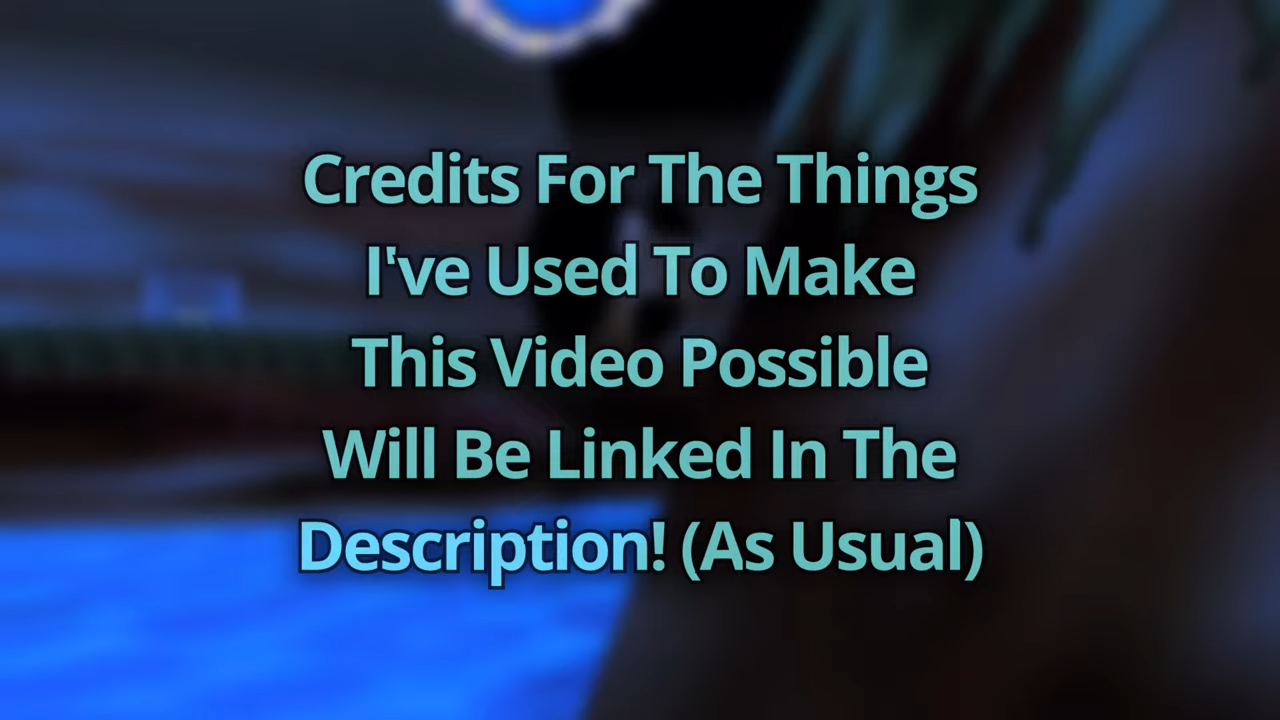 Credits For The Things
I've Used To Make
This Video Possible
Will Be Linked In The
Description! (As Usual)